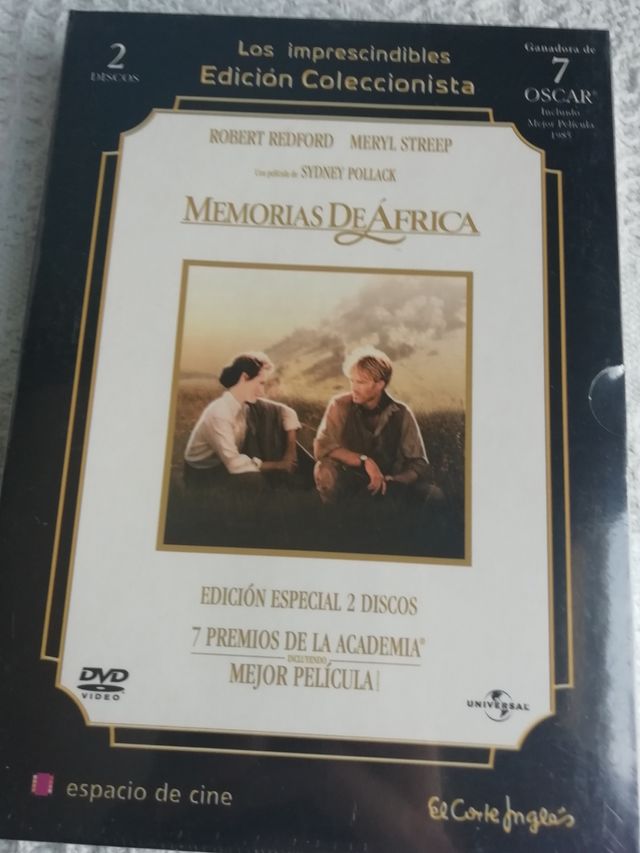 2
DISCOS
Los imprescindibles
Edición Coleccionista
Ganadora de
7
OSCAR®
Incluido
Mejor Película
1985
ROBERT REDFORD MERYL STREEP
Una película de SYDNEY POLLACK
MEMORIAS DE ÁFRICA
EDICIÓN ESPECIAL 2 DISCOS
7 PREMIOS DE LA ACADEMIA®
INCLUYENDO
MEJOR PELÍCULA!
DVD
VIDEO
UNIVERSAL
espacio de cine
El Corte Inglés